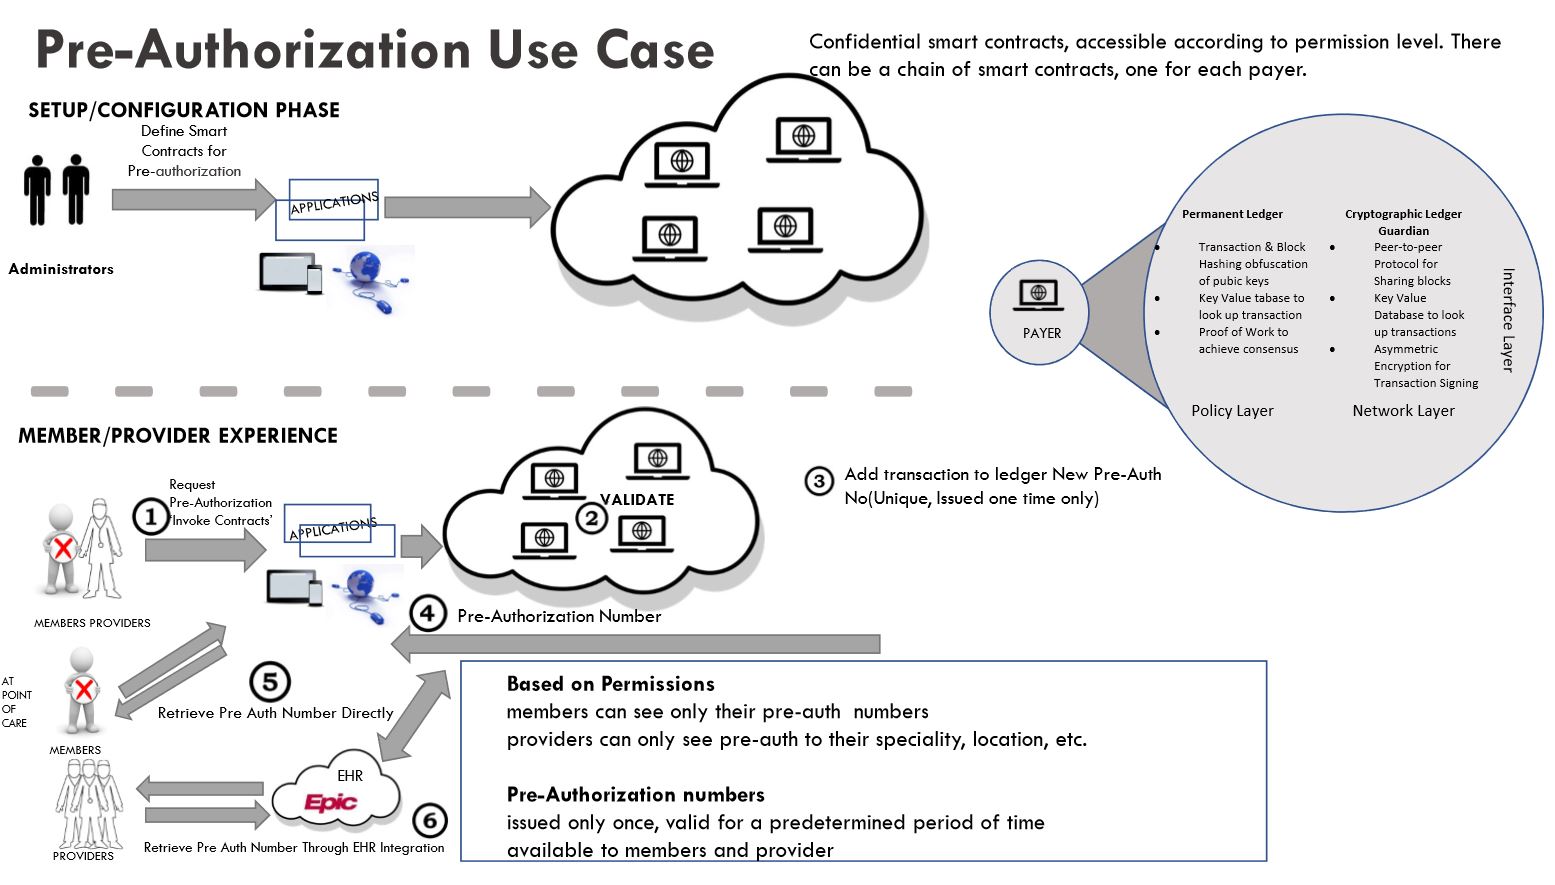 Pre-Authorization Use Case
Confidential smart contracts, accessible according to permission level. There
can be a chain of smart contracts, one for each payer.
SETUP/CONFIGURATION PHASE
Define Smart
Contracts for
Pre-authorization
APPLICATIONS
Administrators
PAYER
Permanent Ledger
Transaction & Block
Hashing obfuscation
of pubic keys
Key Value tabase to
look up transaction
Proof of Work to
achieve consensus
Policy Layer
Cryptographic Ledger
Guardian
Peer-to-peer
Protocol for
Sharing blocks
Key Value
Database to look
up transactions
Asymmetric
Encryption for
Transaction Signing
Network Layer
Interface Layer
MEMBER/PROVIDER EXPERIENCE
1
Request
Pre-Authorization
‘Invoke Contracts’
APPLICATIONS
VALIDATE
2
3
Add transaction to ledger New Pre-Auth
No(Unique, Issued one time only)
MEMBERS PROVIDERS
4
Pre-Authorization Number
AT
POINT
OF
CARE
5
Retrieve Pre Auth Number Directly
MEMBERS
EHR
Epic
6
PROVIDERS
Retrieve Pre Auth Number Through EHR Integration
Based on Permissions
members can see only their pre-auth numbers
providers can only see pre-auth to their speciality, location, etc.
Pre-Authorization numbers
issued only once, valid for a predetermined period of time
available to members and provider